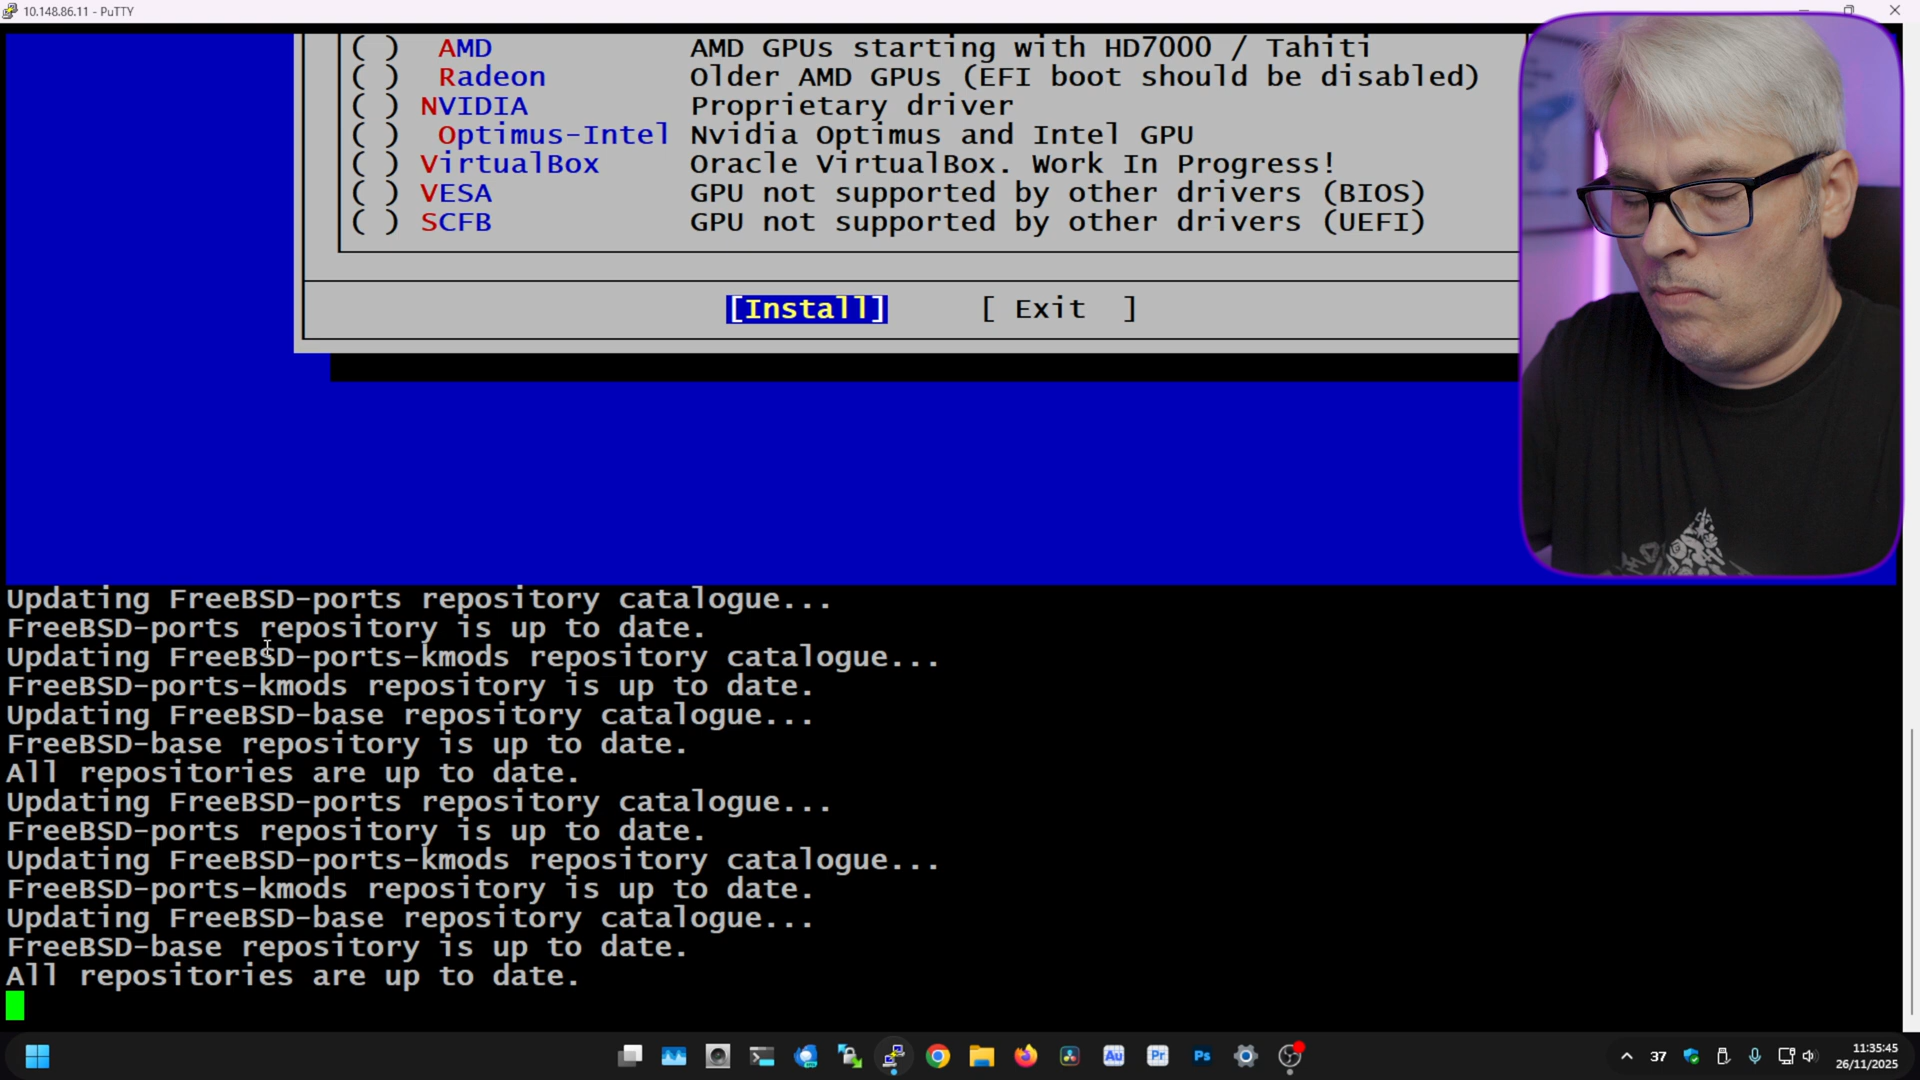 10.148.86.11 - PuTTY
( ) AMD AMD GPUs starting with HD7000 / Tahiti
( ) Radeon Older AMD GPUs (EFI boot should be disabled)
( ) NVIDIA Proprietary driver
( ) Optimus-Intel Nvidia Optimus and Intel GPU
( ) VirtualBox Oracle VirtualBox. Work In Progress!
( ) VESA GPU not supported by other drivers (BIOS)
( ) SCFB GPU not supported by other drivers (UEFI)
[Install] [ Exit ]
Updating FreeBSD-ports repository catalogue...
FreeBSD-ports repository is up to date.
Updating FreeBSD-ports-kmods repository catalogue...
FreeBSD-ports-kmods repository is up to date.
Updating FreeBSD-base repository catalogue...
FreeBSD-base repository is up to date.
All repositories are up to date.
Updating FreeBSD-ports repository catalogue...
FreeBSD-ports repository is up to date.
Updating FreeBSD-ports-kmods repository catalogue...
FreeBSD-ports-kmods repository is up to date.
Updating FreeBSD-base repository catalogue...
FreeBSD-base repository is up to date.
All repositories are up to date.
Au Pr Ps 37 11:35:45
26/11/2025